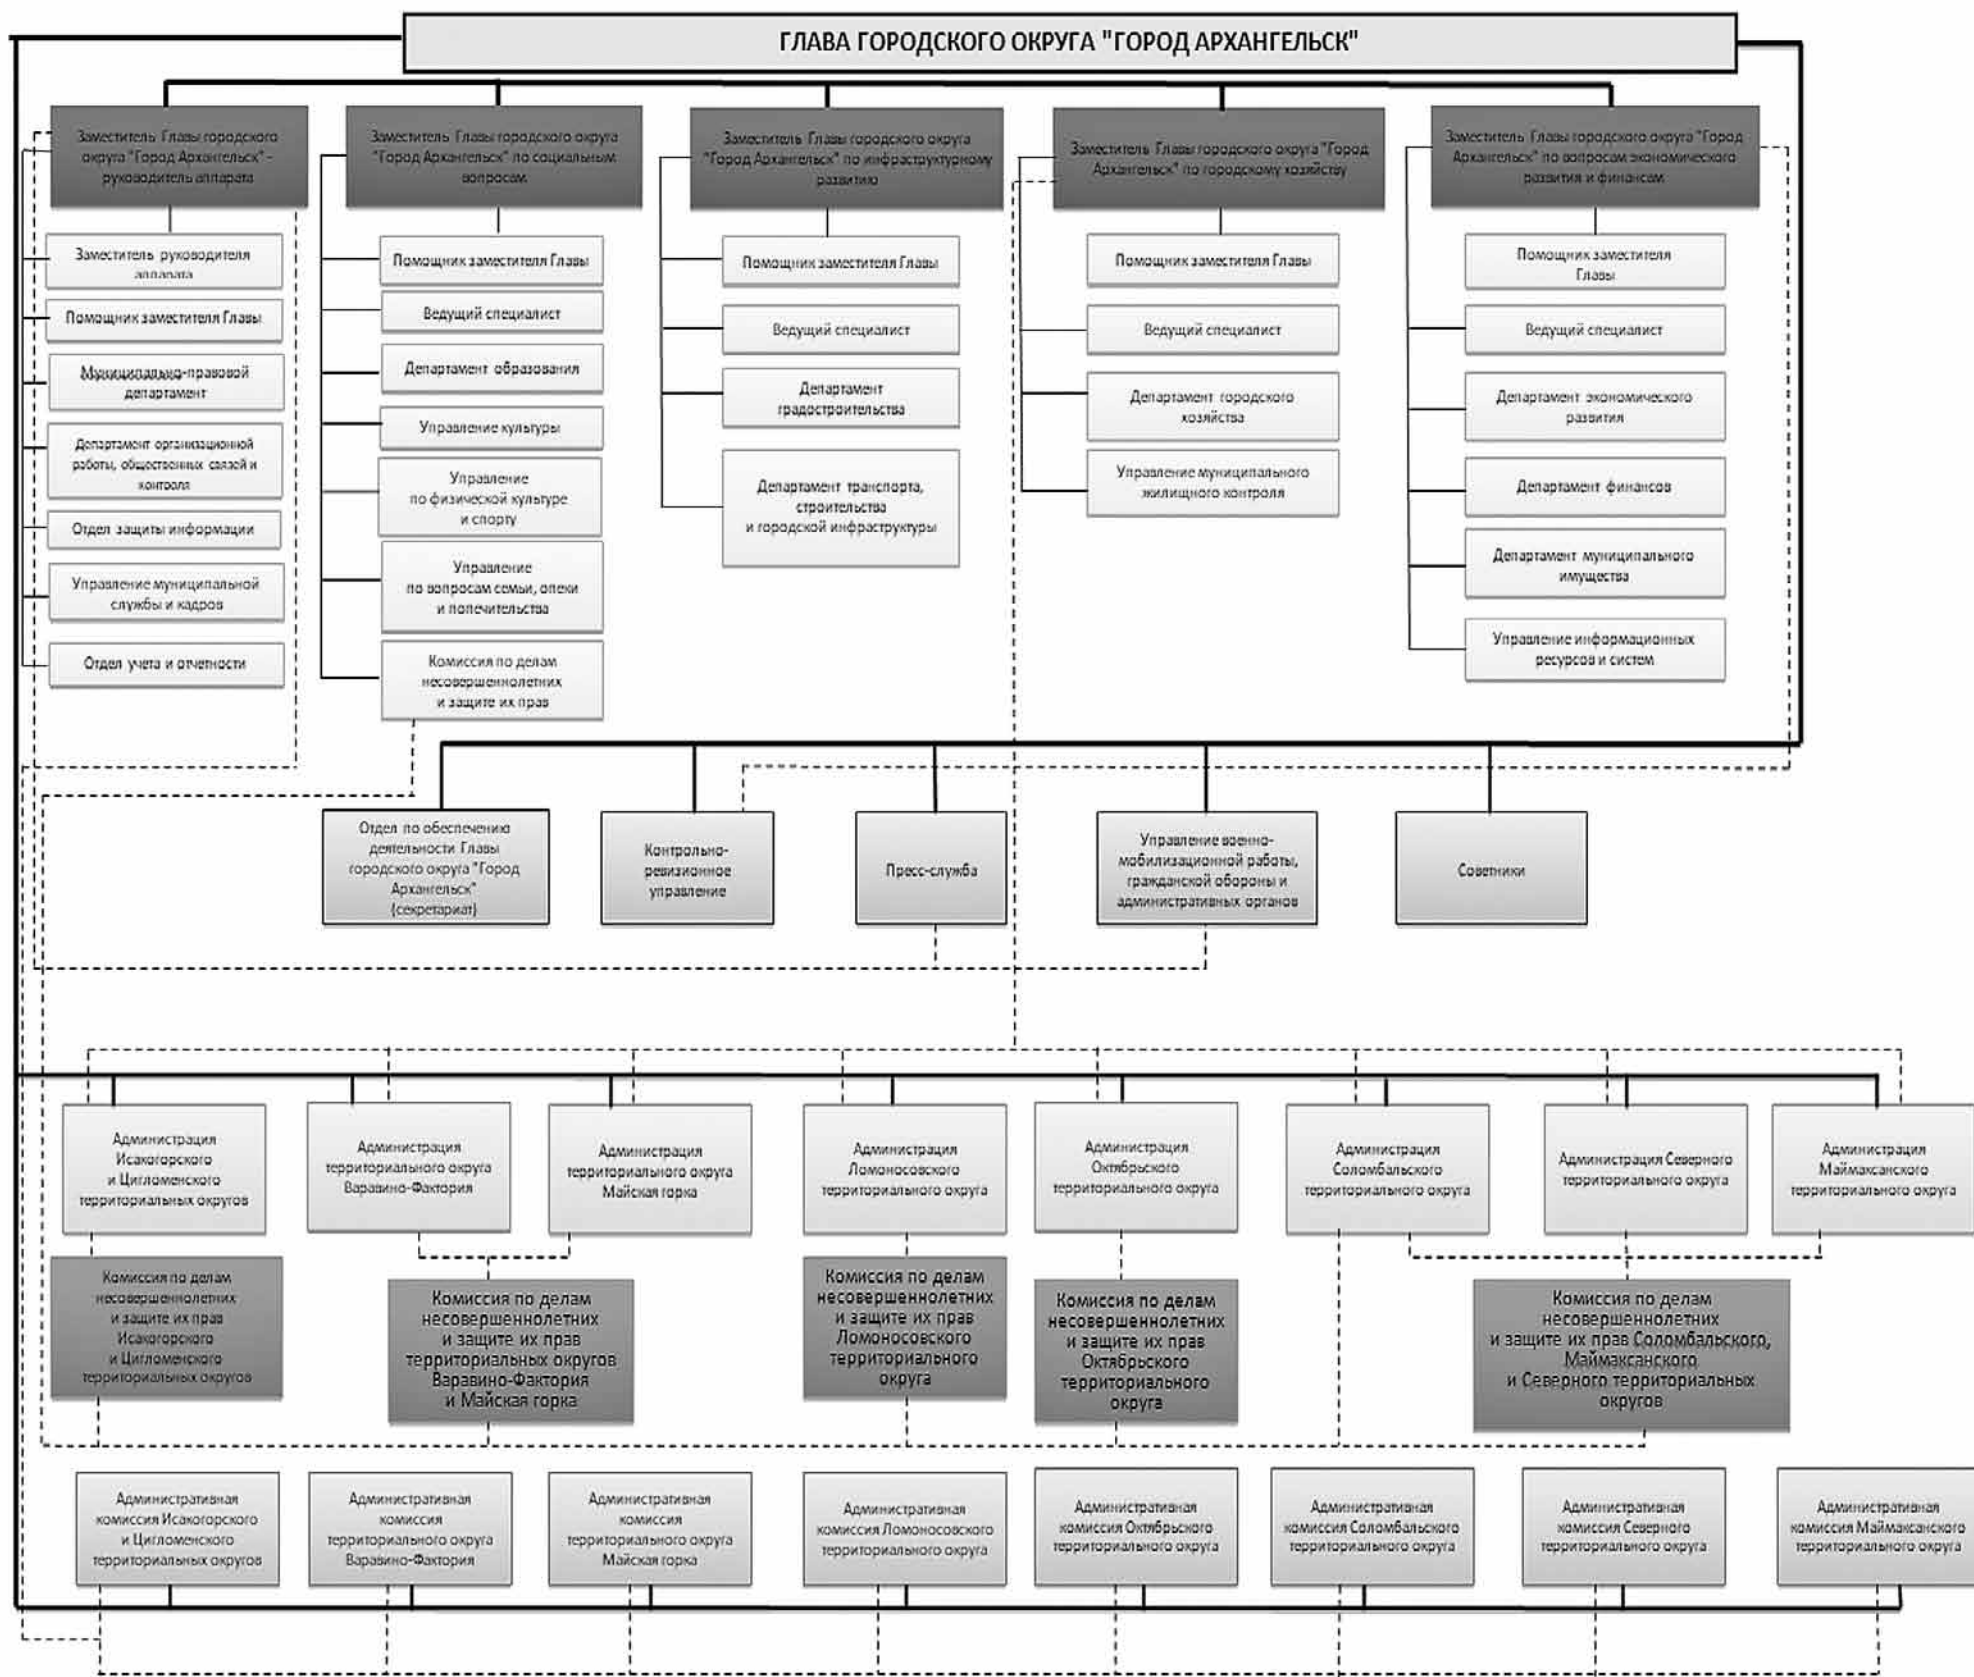 ГЛАВА ГОРОДСКОГО ОКРУГА "ГОРОД АРХАНГЕЛЬСК"
Заместитель Главы городского
округа "Город Архангельск" -
руководитель аппарата
Заместитель руководителя
аппарата
Помощник заместителя Главы
Муниципально-правовой
департамент
Департамент организационной
работы, общественных связей и
контроля
Отдел защиты информации
Управление муниципальной
службы и кадров
Отдел учета и отчетности
Заместитель Главы городского округа
"Город Архангельск" по социальным
вопросам
Помощник заместителя Главы
Ведущий специалист
Департамент образования
Управление культуры
Управление
по физической культуре
и спорту
Управление
по вопросам семьи, опеки
и попечительства
Комиссия по делам
несовершеннолетних
и защите их прав
Заместитель Главы городского округа
"Город Архангельск" по инфраструктурному
развитию
Помощник заместителя Главы
Ведущий специалист
Департамент
градостроительства
Департамент транспорта,
строительства
и городской инфраструктуры
Заместитель Главы городского округа "Город
Архангельск" по городскому хозяйству
Помощник заместителя Главы
Ведущий специалист
Департамент городского
хозяйства
Управление муниципального
жилищного контроля
Заместитель Главы городского округа "Город
Архангельск" по вопросам экономического
развития и финансам
Помощник заместителя
Главы
Ведущий специалист
Департамент экономического
развития
Департамент финансов
Департамент муниципального
имущества
Управление информационных
ресурсов и систем
Отдел по обеспечению
деятельности Главы
городского округа "Город
Архангельск"
(секретариат)
Контрольно-
ревизионное
управление
Пресс-служба
Управление военно-
мобилизационной работы,
гражданской обороны и
административных органов
Советники
Администрация
Исакогорского
и Цигломенского
территориальных округов
Администрация
территориального округа
Варавино-Фактория
Администрация
территориального округа
Майская горка
Администрация
Ломоносовского
территориального округа
Администрация
Октябрьского
территориального округа
Администрация
Соломбальского
территориального округа
Администрация Северного
территориального округа
Администрация
Маймаксанского
территориального округа
Комиссия по делам
несовершеннолетних
и защите их прав
Исакогорского
и Цигломенского
территориальных округов
Комиссия по делам
несовершеннолетних
и защите их прав
территориальных округов
Варавино-Фактория
и Майская горка
Комиссия по делам
несовершеннолетних
и защите их прав
Ломоносовского
территориального
округа
Комиссия по делам
несовершеннолетних
и защите их прав
Октябрьского
территориального
округа
Комиссия по делам
несовершеннолетних
и защите их прав Соломбальского,
Маймаксанского
и Северного территориальных
округов
Административная
комиссия Исакогорского
и Цигломенского
территориальных округов
Административная
комиссия
территориального округа
Варавино-Фактория
Административная
комиссия
территориального округа
Майская горка
Административная
комиссия Ломоносовского
территориального округа
Административная
комиссия Октябрьского
территориального округа
Административная
комиссия Соломбальского
территориального округа
Административная
комиссия Северного
территориального округа
Административная
комиссия Маймаксанского
территориального округа